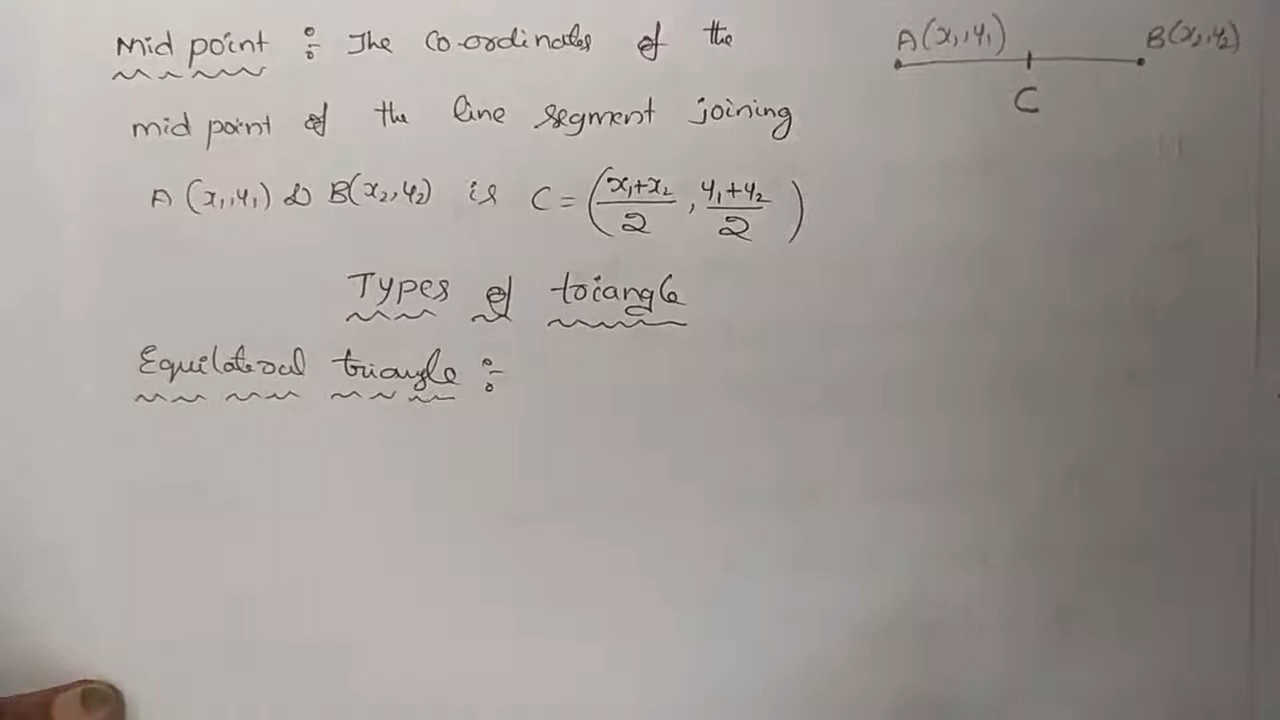 Mid point : The Co-ordinates of the
mid point of the line segment joining
A (x₁, y₁) & B(x₂, y₂) is C = (x₁+x₂/2, y₁+y₂/2)
A(x₁, y₁) B(x₂, y₂)
C
Types of triangle
Equilateral triangle :